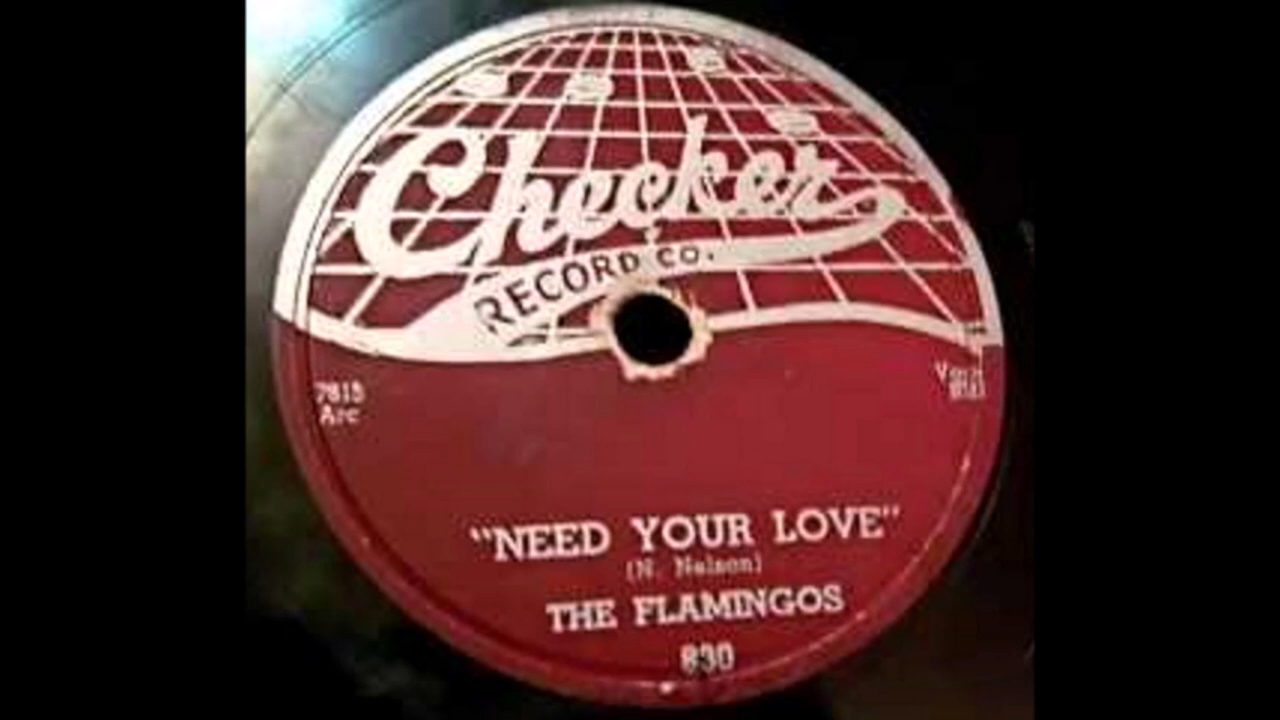 Checker
RECORD CO.
7815
Arc
"NEED YOUR LOVE"
(N. Nelson)
THE FLAMINGOS
830